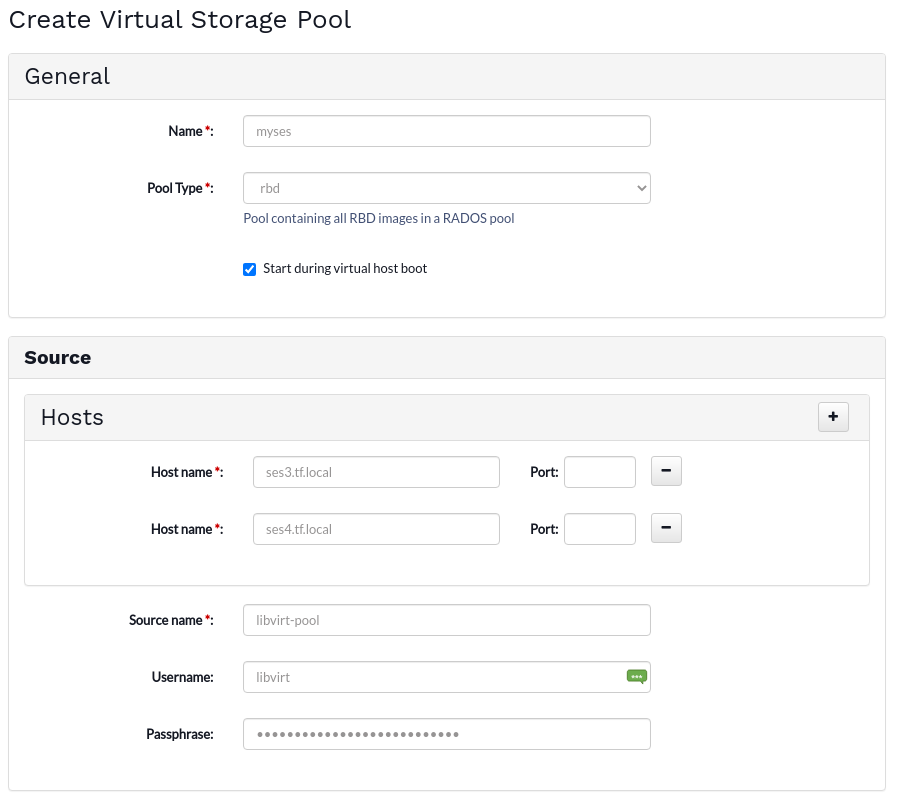 Create Virtual Storage Pool
General
Name *: myses
Pool Type *: rbd
Pool containing all RBD images in a RADOS pool
Start during virtual host boot
Source
Hosts +
Host name *: ses3.tf.local Port: −
Host name *: ses4.tf.local Port: −
Source name *: libvirt-pool
Username: libvirt
Passphrase: •••••••••••••••••••••••••••